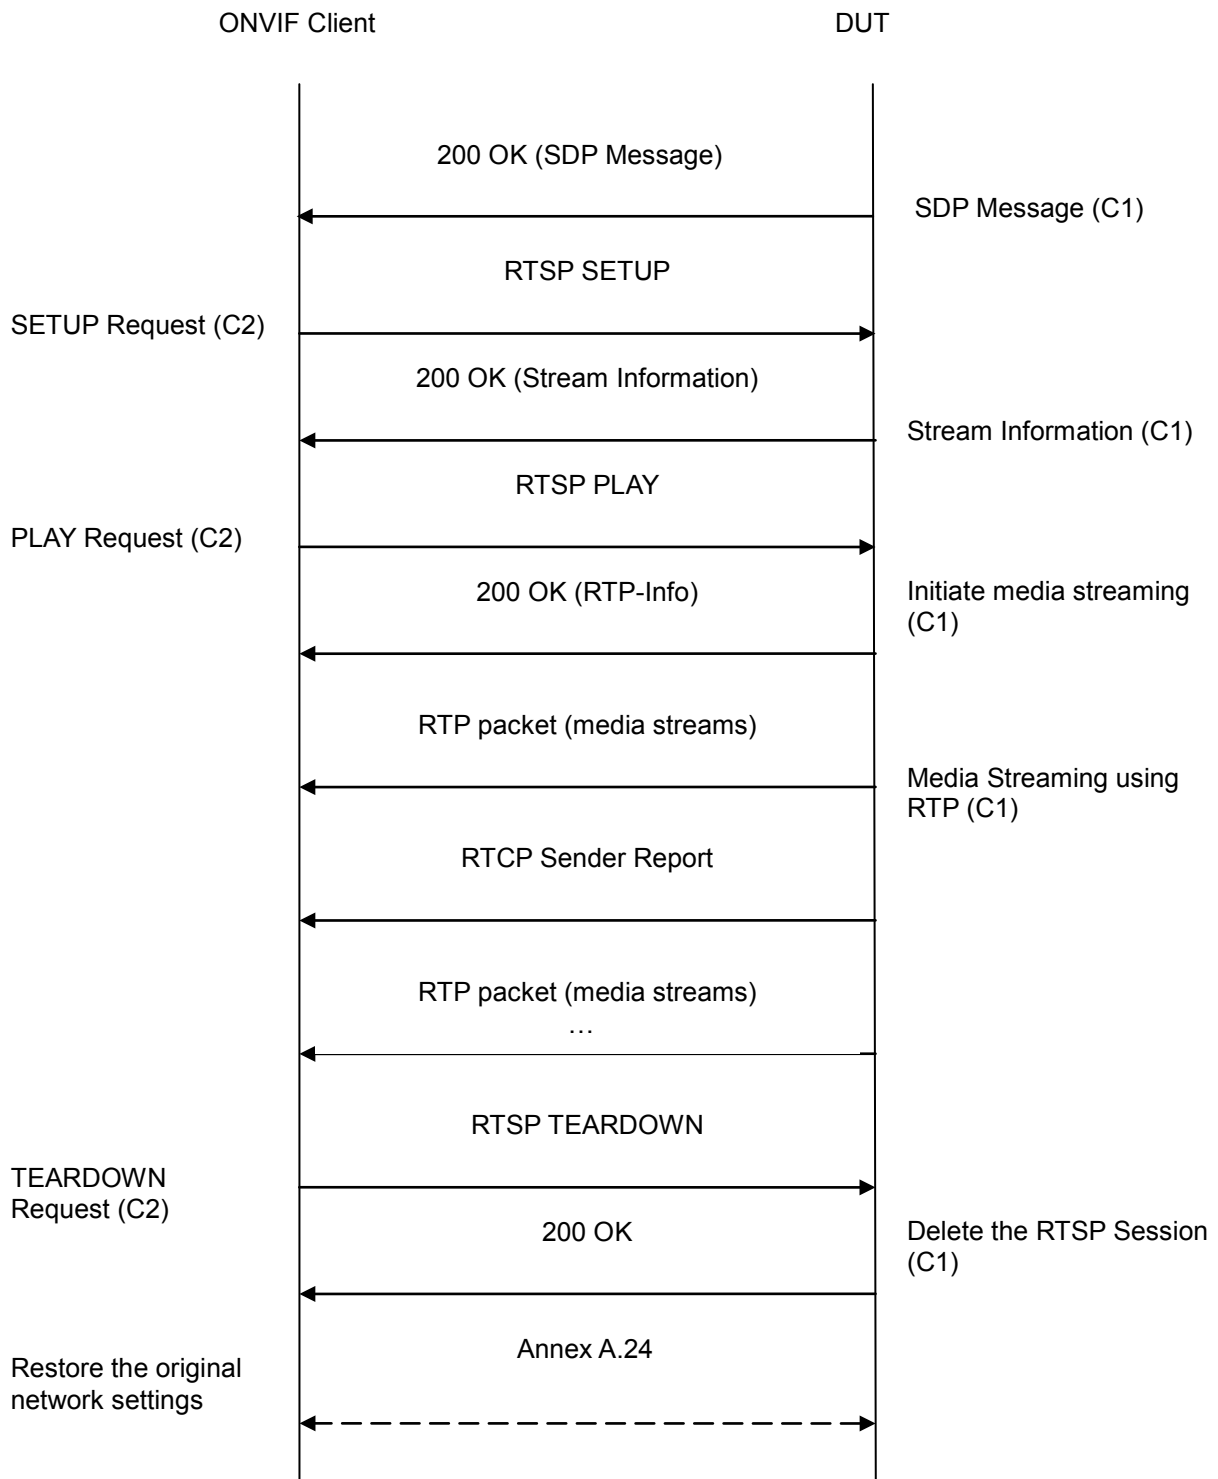 ONVIF Client
DUT
200 OK (SDP Message)
SDP Message (C1)
RTSP SETUP
SETUP Request (C2)
200 OK (Stream Information)
Stream Information (C1)
RTSP PLAY
PLAY Request (C2)
200 OK (RTP-Info)
Initiate media streaming
(C1)
RTP packet (media streams)
Media Streaming using
RTP (C1)
RTCP Sender Report
RTP packet (media streams)
…
RTSP TEARDOWN
TEARDOWN
Request (C2)
200 OK
Delete the RTSP Session
(C1)
Annex A.24
Restore the original
network settings